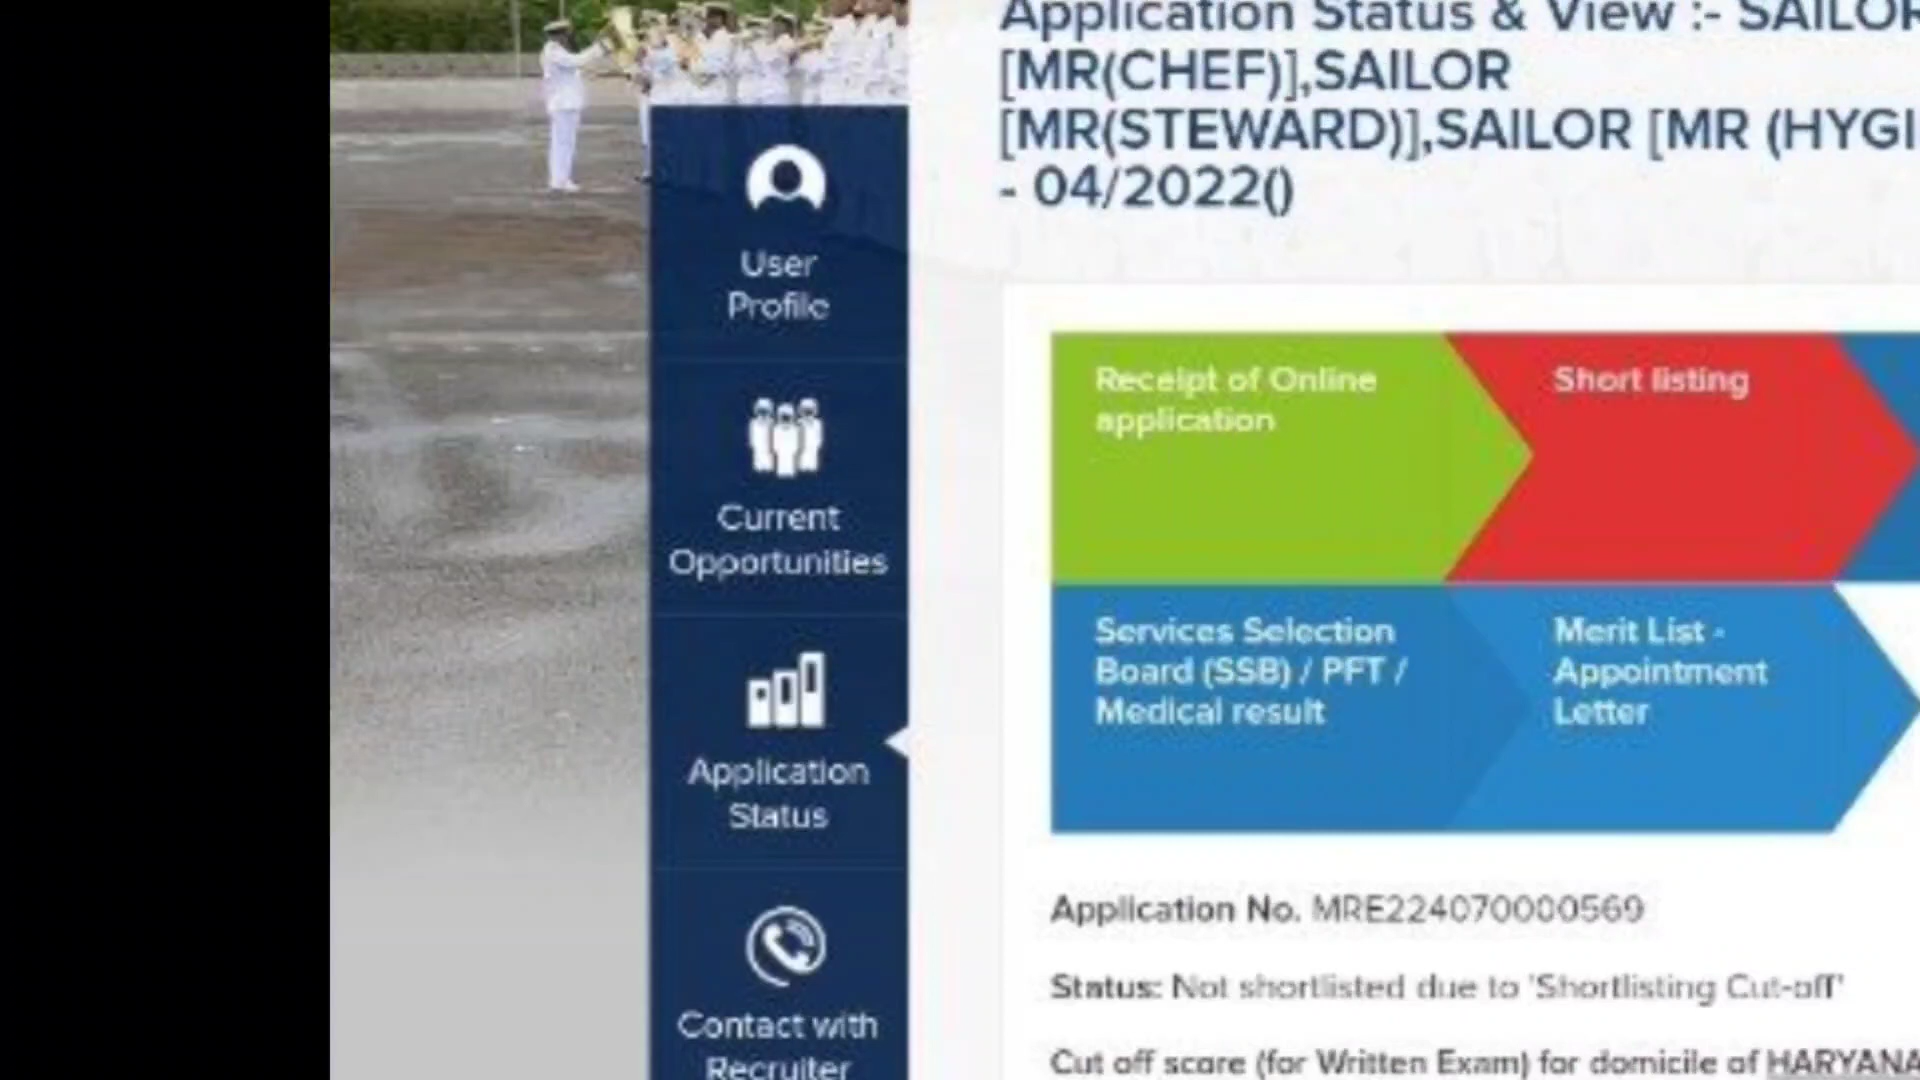 Application Status & View :- SAILOR
[MR(CHEF)],SAILOR
[MR(STEWARD)],SAILOR [MR (HYGI
- 04/2022()
User
Profile
Current
Opportunities
Application
Status
Contact with
Recruiter
Receipt of Online
application
Short listing
Services Selection
Board (SSB) / PFT /
Medical result
Merit List -
Appointment
Letter
Application No. MRE224070000569
Status: Not shortlisted due to 'Shortlisting Cut-off'
Cut off score (for Written Exam) for domicile of HARYANA